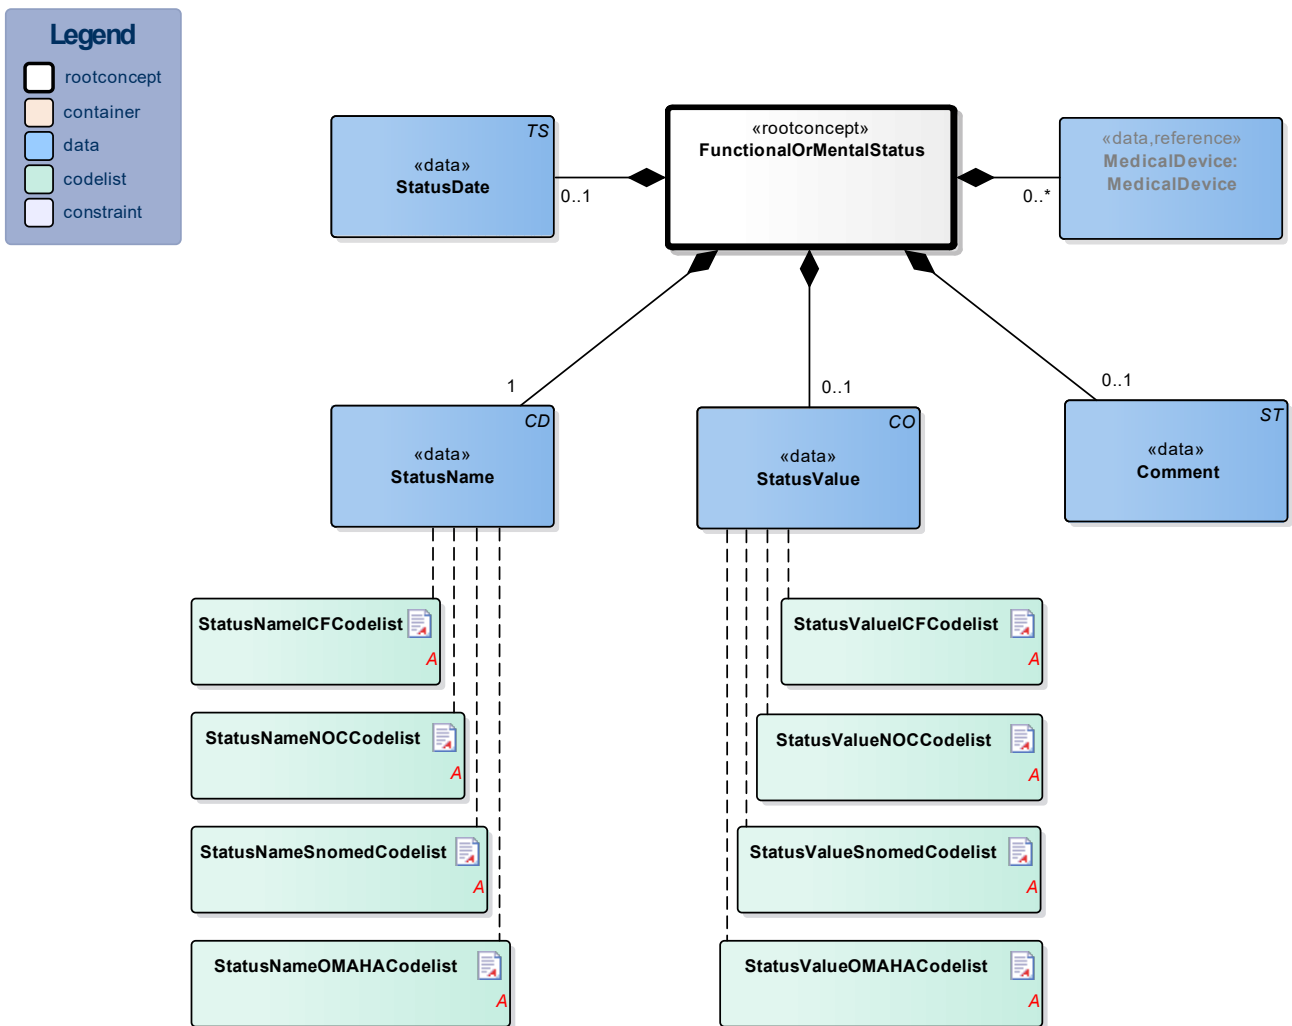 Legend
rootconcept
container
data
codelist
constraint
TS
«data»
StatusDate
0..1
«rootconcept»
FunctionalOrMentalStatus
0..*
«data,reference»
MedicalDevice:
MedicalDevice
1
0..1
0..1
CD
«data»
StatusName
CO
«data»
StatusValue
ST
«data»
Comment
StatusNameICFCodelist
A
StatusValueICFCodelist
A
StatusNameNOCCodelist
A
StatusValueNOCCodelist
A
StatusNameSnomedCodelist
A
StatusValueSnomedCodelist
A
StatusNameOMAHACodelist
A
StatusValueOMAHACodelist
A